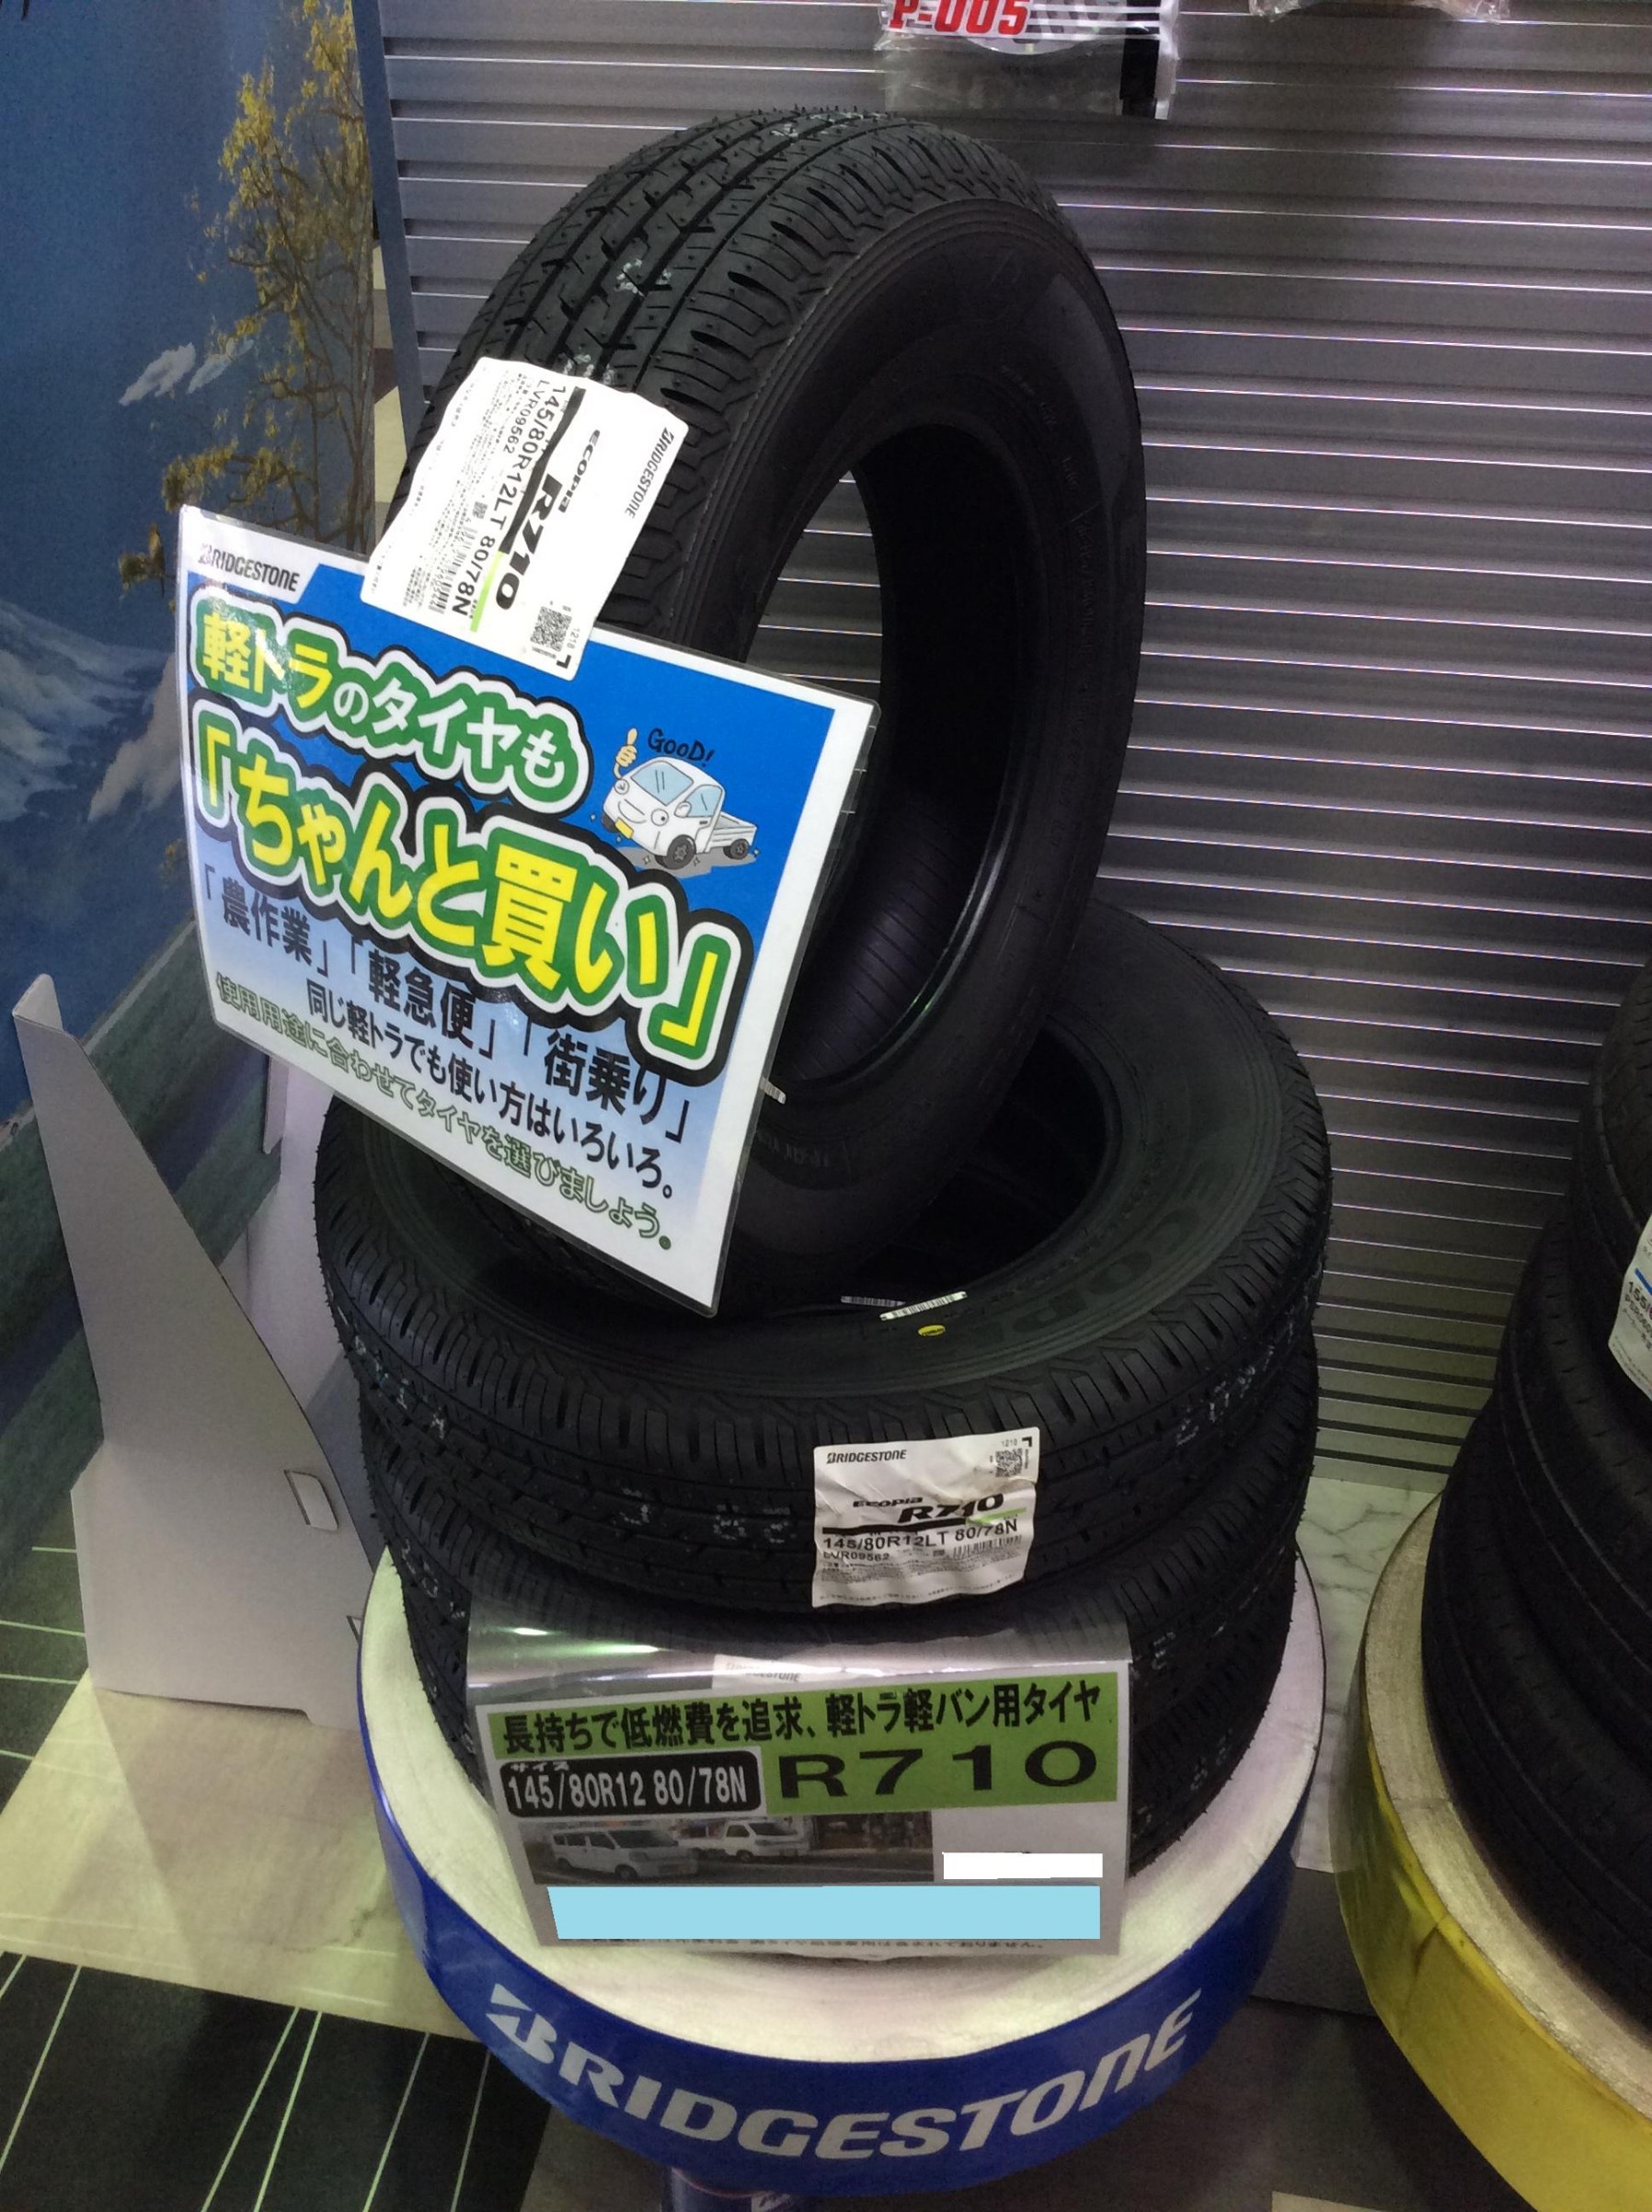 P-005
BRIDGESTONE
ecopia
R710
145/80R12LT 80/78N
LVR09562
1218
BRIDGESTONE
軽トラのタイヤも
「ちゃんと買い」
GOOD!
「農作業」「軽急便」「街乗り」
同じ軽トラでも使い方はいろいろ。
使用用途に合わせてタイヤを選びましょう。
BRIDGESTONE
1218
ecopia
R710
145/80R12LT 80/78N
LVR09562
BRIDGESTONE
長持ちで低燃費を追求、軽トラ軽バン用タイヤ
サイズ
145/80R12 80/78N
R710
BRIDGESTONE